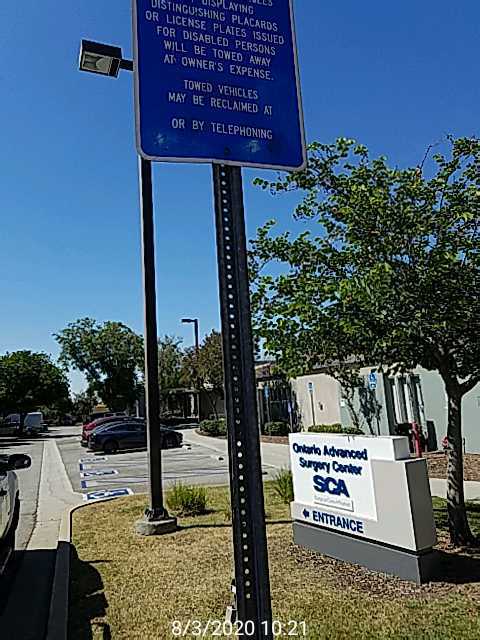 DISPLAYING
DISTINGUISHING PLACARDS
OR LICENSE PLATES ISSUED
FOR DISABLED PERSONS
WILL BE TOWED AWAY
AT OWNER'S EXPENSE.
TOWED VEHICLES
MAY BE RECLAIMED AT
OR BY TELEPHONING
Ontario Advanced
Surgery Center
SCA
ENTRANCE
8/3/2020 10:21